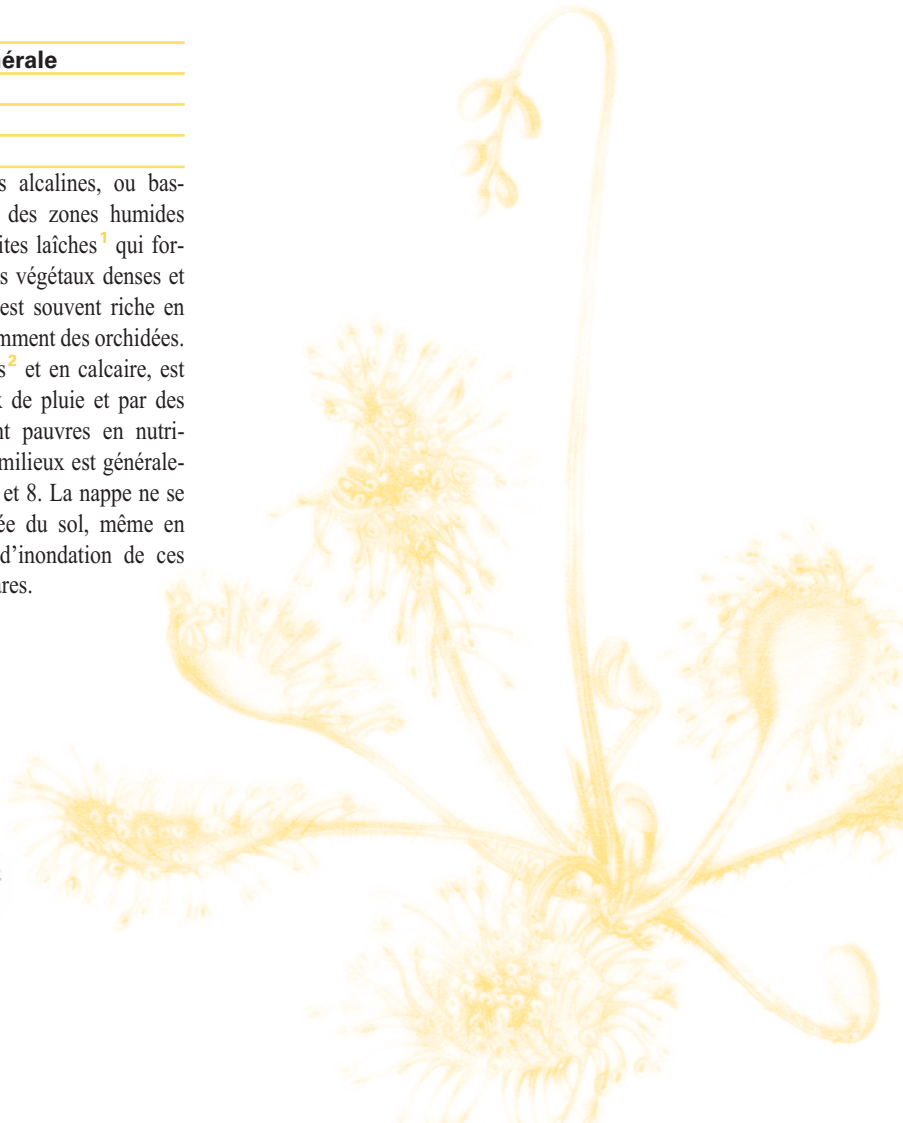 érale
s alcalines, ou bas-
des zones humides
ites laîches¹ qui for-
s végétaux denses et
est souvent riche en
mment des orchidées.
s² et en calcaire, est
x de pluie et par des
nt pauvres en nutri-
milieux est générale-
et 8. La nappe ne se
ée du sol, même en
d’inondation de ces
ures.